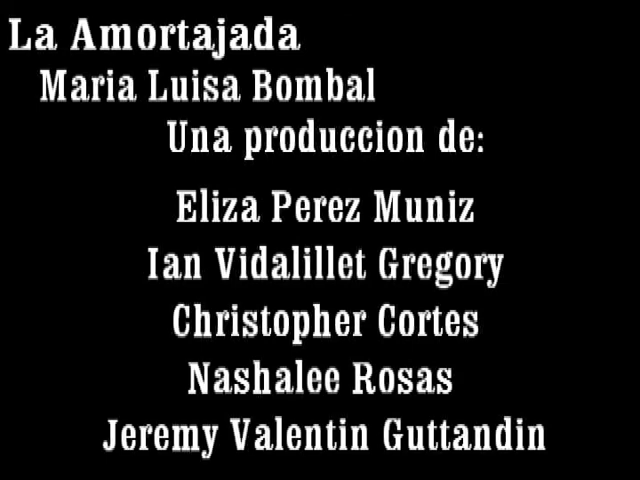 La Amortajada
Maria Luisa Bombal
Una produccion de:
Eliza Perez Muniz
Ian Vidalillet Gregory
Christopher Cortes
Nashalee Rosas
Jeremy Valentin Guttandin